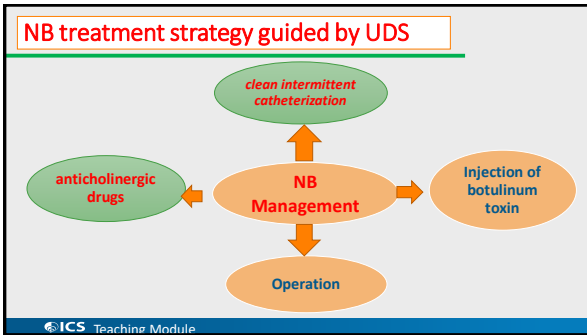 NB treatment strategy guided by UDS
clean intermittent
catheterization
anticholinergic
drugs
NB
Management
Injection of
botulinum
toxin
Operation
ICS Teaching Module